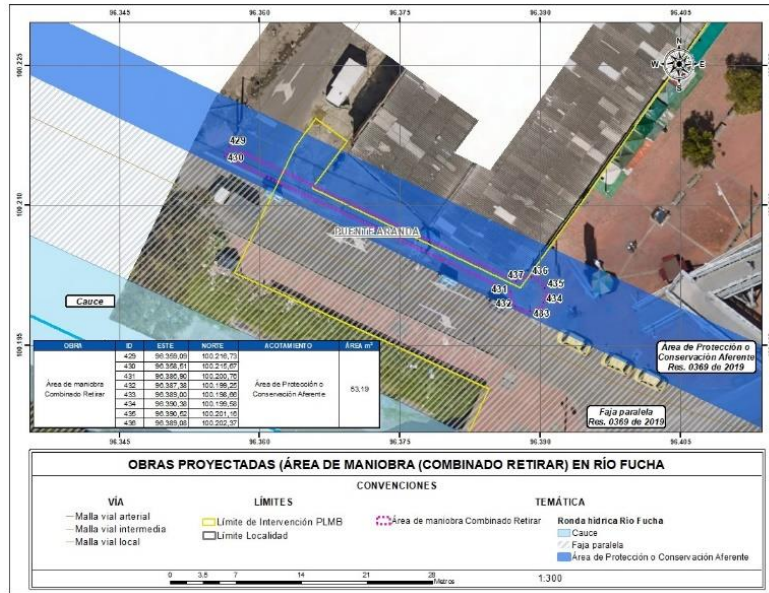 96.345 96.360 96.375 96.390 96.405
100.225
100.210
100.195
N
W E
S
429
430
PUENTE ARANDA
437 436
431 435
432 434
433
Cauce
Área de Protección o
Conservación Aferente
Res. 0369 de 2019
Faja paralela
Res. 0369 de 2019
OBRA ID ESTE NORTE ACOTAMIENTO ÁREA m²
Área de maniobra
Combinado Retirar
429 96.359,09 100.216,73
430 96.358,61 100.215,67
431 96.386,90 100.200,76
432 96.387,38 100.199,25
433 96.389,00 100.198,66
434 96.390,38 100.199,58
435 96.390,62 100.201,16
436 96.389,08 100.202,37
Área de Protección o
Conservación Aferente
53,19
96.345 96.360 96.375 96.390 96.405
OBRAS PROYECTADAS (ÁREA DE MANIOBRA (COMBINADO RETIRAR) EN RÍO FUCHA
CONVENCIONES
VÍA
Malla vial arterial
Malla vial intermedia
Malla vial local
LÍMITES
Límite de Intervención PLMB
Límite Localidad
TEMÁTICA
Área de maniobra Combinado Retirar
Ronda hídrica Río Fucha
Cauce
Faja paralela
Área de Protección o Conservación Aferente
0 3,5 7 14 21 28
Metros
1:300